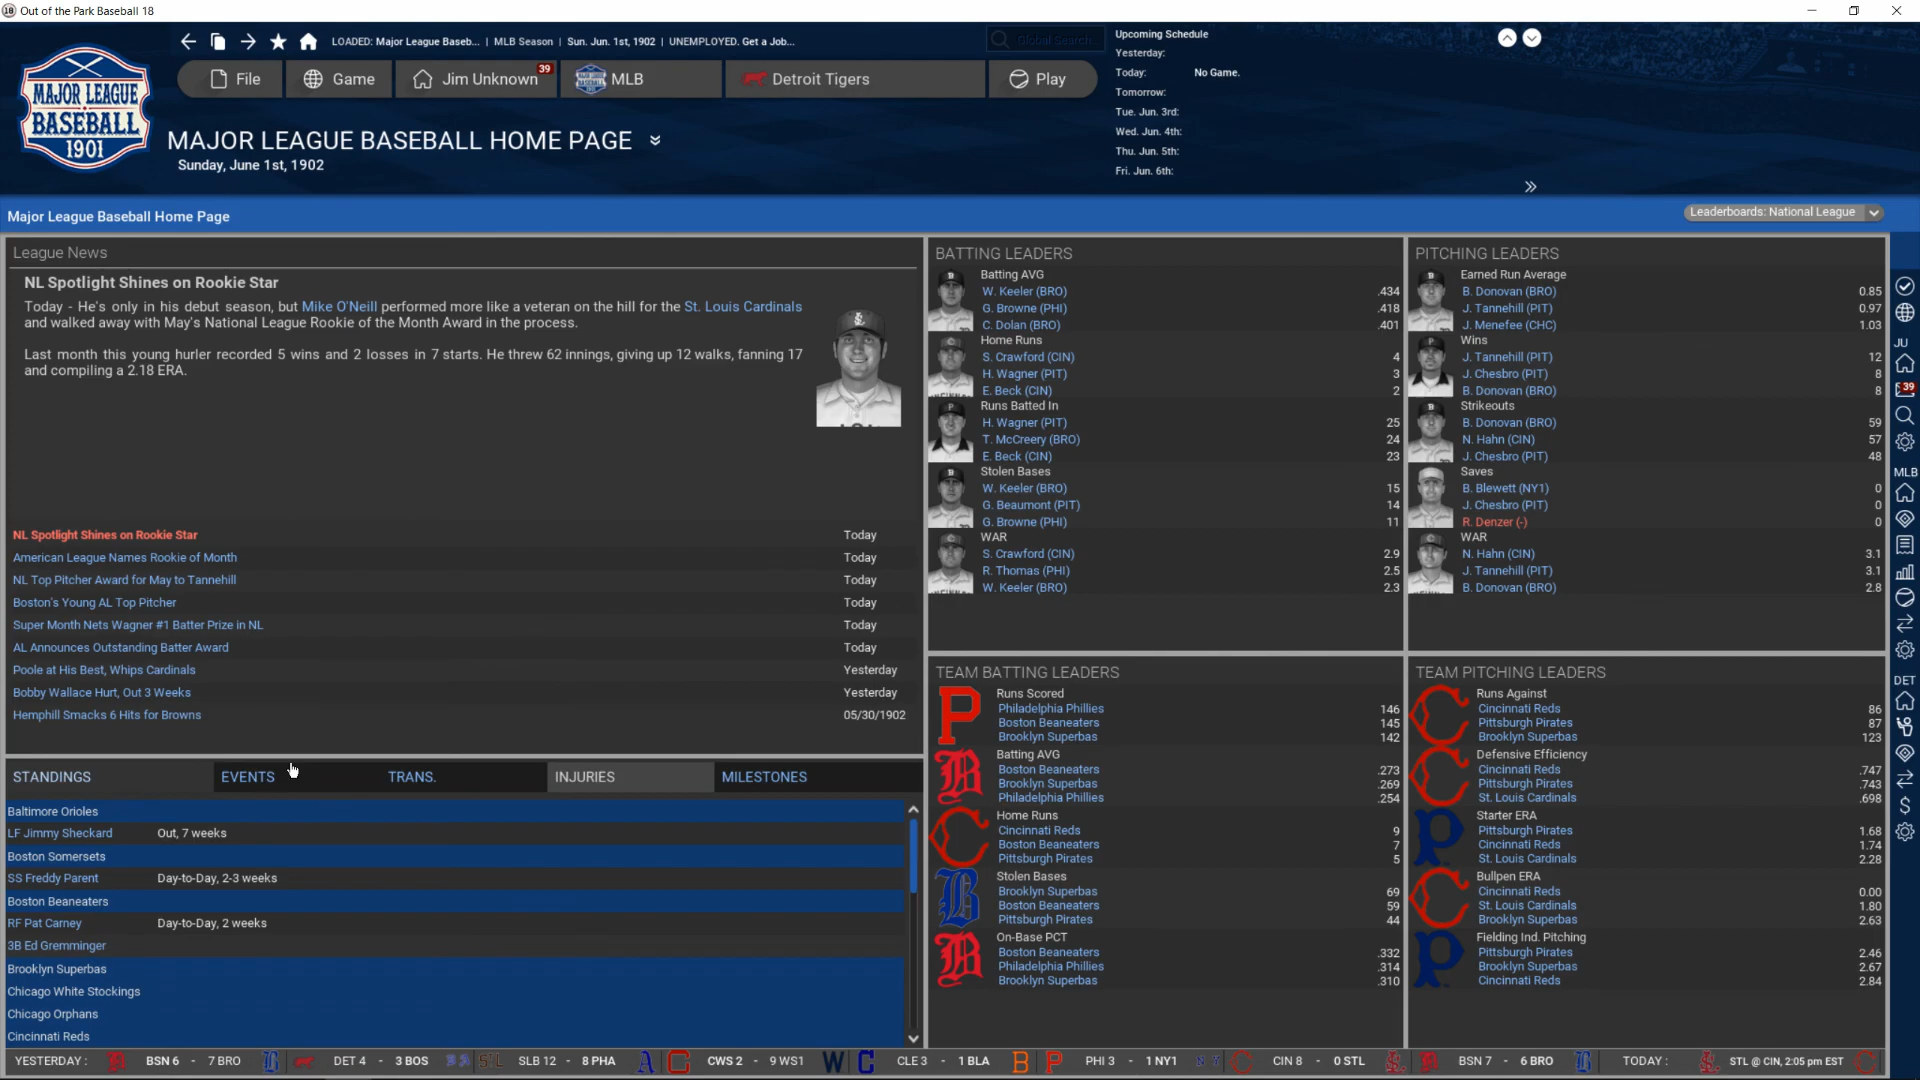 Out of the Park Baseball 18
LOADED: Major League Baseb... | MLB Season | Sun. Jun. 1st, 1902 | UNEMPLOYED. Get a Job...
Global Search...
File
Game
Jim Unknown 39
MLB
Detroit Tigers
Play
MAJOR LEAGUE BASEBALL 1901
MAJOR LEAGUE BASEBALL HOME PAGE
Sunday, June 1st, 1902
Upcoming Schedule
Yesterday:
Today: No Game.
Tomorrow:
Tue. Jun. 3rd:
Wed. Jun. 4th:
Thu. Jun. 5th:
Fri. Jun. 6th:
Major League Baseball Home Page
Leaderboards: National League
League News
NL Spotlight Shines on Rookie Star
Today - He's only in his debut season, but Mike O'Neill performed more like a veteran on the hill for the St. Louis Cardinals
and walked away with May's National League Rookie of the Month Award in the process.
Last month this young hurler recorded 5 wins and 2 losses in 7 starts. He threw 62 innings, giving up 12 walks, fanning 17
and compiling a 2.18 ERA.
NL Spotlight Shines on Rookie Star Today
American League Names Rookie of Month Today
NL Top Pitcher Award for May to Tannehill Today
Boston's Young AL Top Pitcher Today
Super Month Nets Wagner #1 Batter Prize in NL Today
AL Announces Outstanding Batter Award Today
Poole at His Best, Whips Cardinals Yesterday
Bobby Wallace Hurt, Out 3 Weeks Yesterday
Hemphill Smacks 6 Hits for Browns 05/30/1902
STANDINGS EVENTS TRANS. INJURIES MILESTONES
Baltimore Orioles
LF Jimmy Sheckard Out, 7 weeks
Boston Somersets
SS Freddy Parent Day-to-Day, 2-3 weeks
Boston Beaneaters
RF Pat Carney Day-to-Day, 2 weeks
3B Ed Gremminger
Brooklyn Superbas
Chicago White Stockings
Chicago Orphans
Cincinnati Reds
BATTING LEADERS
Batting AVG
W. Keeler (BRO) .434
G. Browne (PHI) .418
C. Dolan (BRO) .401
Home Runs
S. Crawford (CIN) 4
H. Wagner (PIT) 3
E. Beck (CIN) 2
Runs Batted In
H. Wagner (PIT) 25
T. McCreery (BRO) 24
E. Beck (CIN) 23
Stolen Bases
W. Keeler (BRO) 15
G. Beaumont (PIT) 14
G. Browne (PHI) 11
WAR
S. Crawford (CIN) 2.9
R. Thomas (PHI) 2.5
W. Keeler (BRO) 2.3
PITCHING LEADERS
Earned Run Average
B. Donovan (BRO) 0.85
J. Tannehill (PIT) 0.97
J. Menefee (CHC) 1.03
Wins
J. Tannehill (PIT) 12
J. Chesbro (PIT) 8
B. Donovan (BRO) 8
Strikeouts
B. Donovan (BRO) 59
N. Hahn (CIN) 57
J. Chesbro (PIT) 48
Saves
B. Blewett (NY1) 0
J. Chesbro (PIT) 0
R. Denzer (-) 0
WAR
N. Hahn (CIN) 3.1
J. Tannehill (PIT) 3.1
B. Donovan (BRO) 2.8
TEAM BATTING LEADERS
Runs Scored
Philadelphia Phillies 146
Boston Beaneaters 145
Brooklyn Superbas 142
Batting AVG
Boston Beaneaters .273
Brooklyn Superbas .269
Philadelphia Phillies .254
Home Runs
Cincinnati Reds 9
Boston Beaneaters 7
Pittsburgh Pirates 5
Stolen Bases
Brooklyn Superbas 69
Boston Beaneaters 59
Pittsburgh Pirates 44
On-Base PCT
Boston Beaneaters .332
Philadelphia Phillies .314
Brooklyn Superbas .310
TEAM PITCHING LEADERS
Runs Against
Cincinnati Reds 86
Pittsburgh Pirates 87
Brooklyn Superbas 123
Defensive Efficiency
Cincinnati Reds .747
Pittsburgh Pirates .743
St. Louis Cardinals .698
Starter ERA
Pittsburgh Pirates 1.68
Cincinnati Reds 1.74
St. Louis Cardinals 2.28
Bullpen ERA
Cincinnati Reds 0.00
St. Louis Cardinals 1.80
Brooklyn Superbas 2.63
Fielding Ind. Pitching
Pittsburgh Pirates 2.46
Brooklyn Superbas 2.67
Cincinnati Reds 2.84
JU
39
MLB
DET
YESTERDAY: BSN 6 - 7 BRO DET 4 - 3 BOS SLB 12 - 8 PHA CWS 2 - 9 WS1 CLE 3 - 1 BLA PHI 3 - 1 NY1 CIN 8 - 0 STL BSN 7 - 6 BRO TODAY: STL @ CIN, 2:05 pm EST